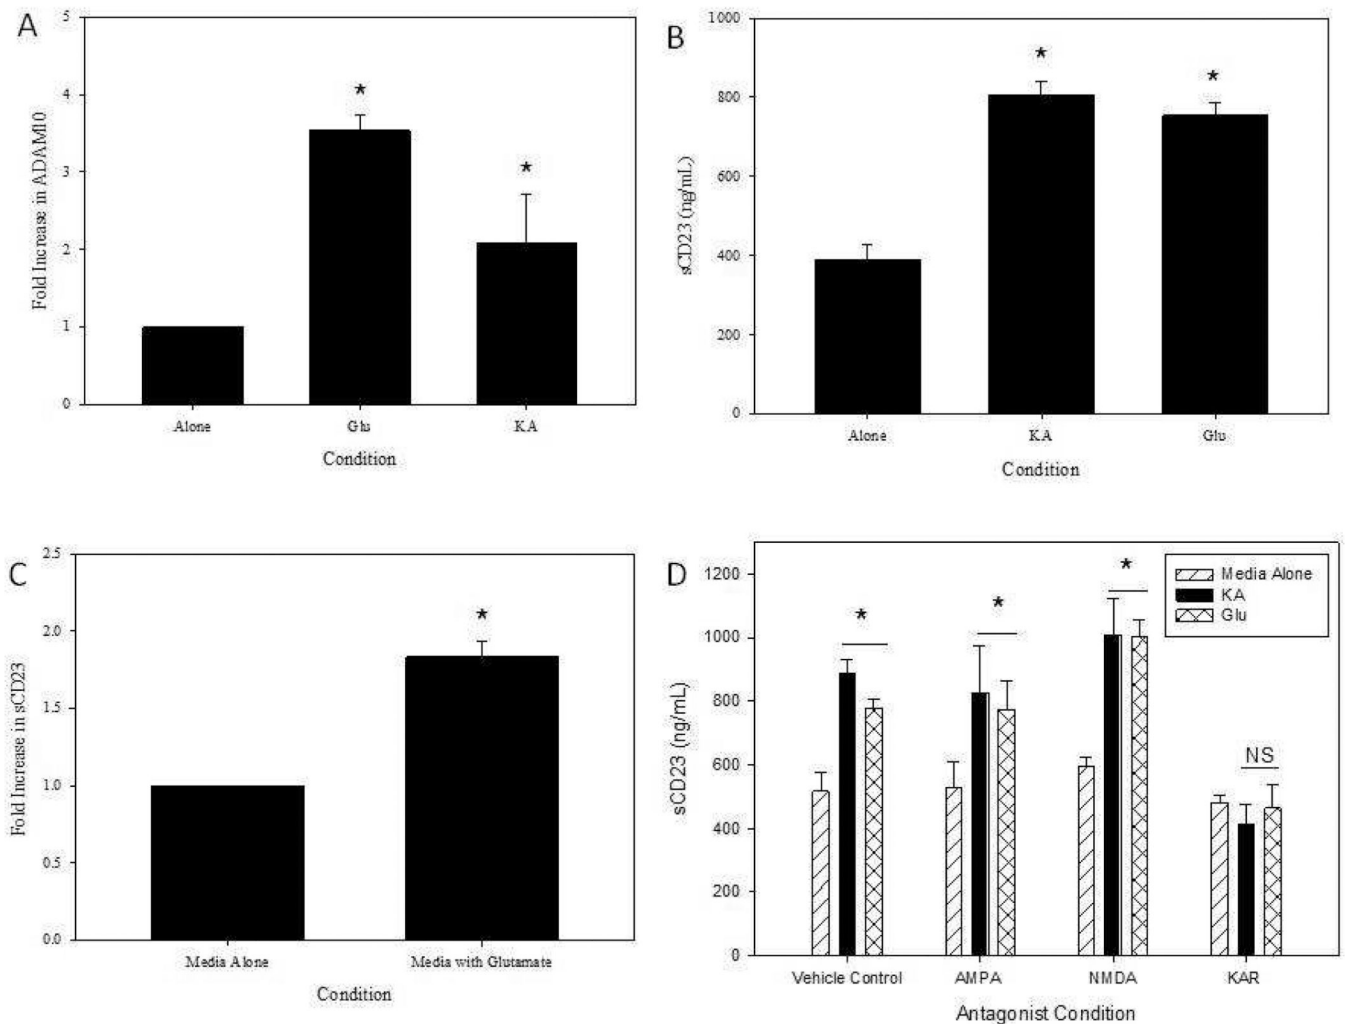 A
5
4
3
2
1
0
Fold Increase in ADAM10
*
*
Alone Glu KA
Condition
B
1000
800
600
400
200
0
sCD23 (ng/mL)
*
*
Alone KA Glu
Condition
C
2.5
2.0
1.5
1.0
0.5
0.0
Fold Increase in sCD23
*
Media Alone Media with Glutamate
Condition
D
1200
1000
800
600
400
200
0
sCD23 (ng/mL)
*
*
*
NS
Media Alone
KA
Glu
Vehicle Control AMPA NMDA KAR
Antagonist Condition